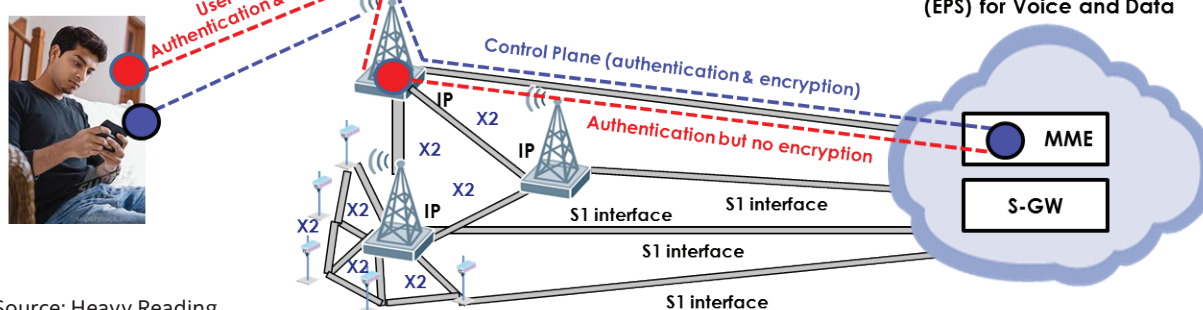 (EPS) for Voice and Data
User
Authentication &
Control Plane (authentication & encryption)
IP
X2
Authentication but no encryption
MME
X2
IP
X2
S-GW
X2
IP
S1 interface
S1 interface
X2
S1 interface
X2
X2
S1 interface
Source: Heavy Reading